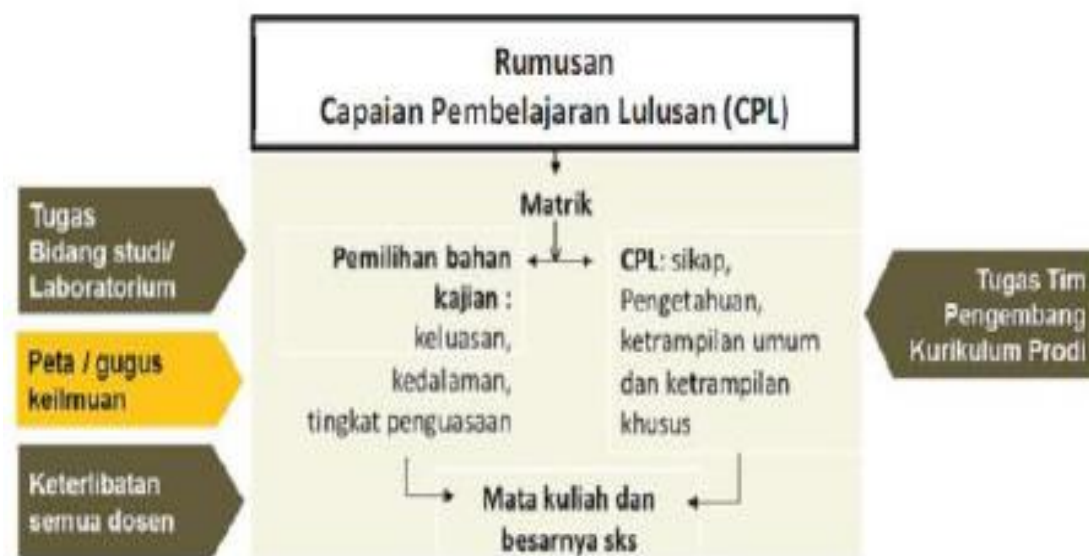 Rumusan
Capaian Pembelajaran Lulusan (CPL)
Matrik
Tugas
Bidang studi/
Laboratorium
Peta / gugus
keilmuan
Keterlibatan
semua dosen
Pemilihan bahan
kajian :
keluasan,
kedalaman,
tingkat penguasaan
CPL: sikap,
Pengetahuan,
ketrampilan umum
dan ketrampilan
khusus
Tugas Tim
Pengembang
Kurikulum Prodi
Mata kuliah dan
besarnya sks